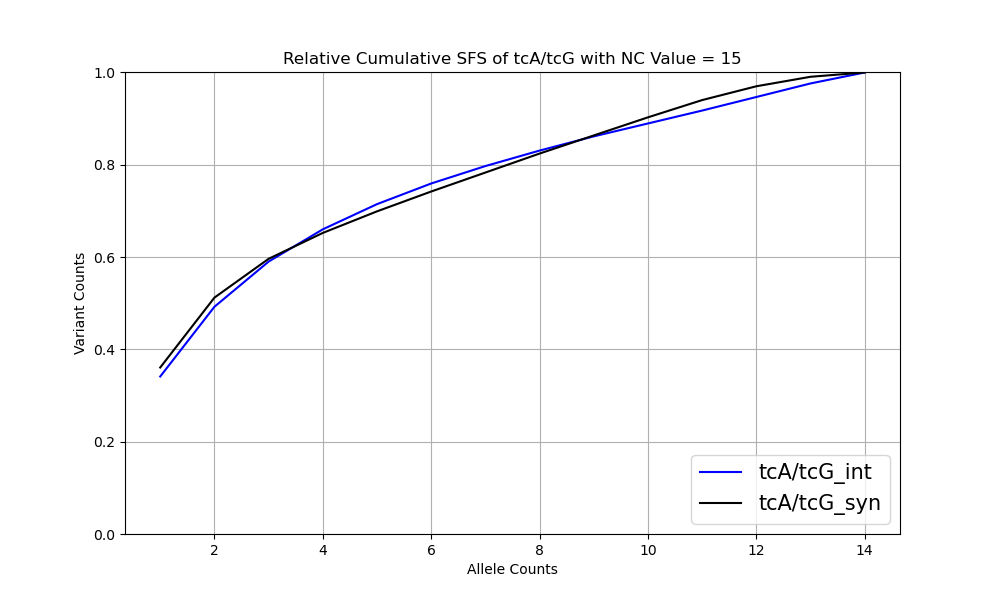 Relative Cumulative SFS of tcA/tcG with NC Value = 15
1.0
0.8
0.6
0.4
0.2
0.0
Variant Counts
2 4 6 8 10 12 14
Allele Counts
tcA/tcG_int
tcA/tcG_syn